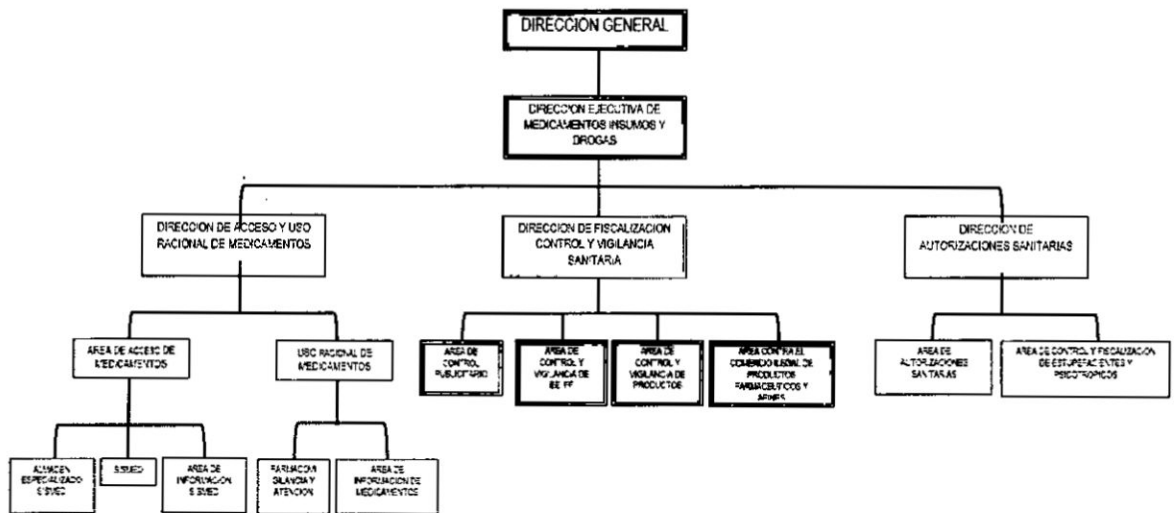 DIRECCION GENERAL
DIRECCION EJECUTIVA DE
MEDICAMENTOS INSUMOS Y
DROGAS
DIRECCION DE ACCESO Y USO
RACIONAL DE MEDICAMENTOS
DIRECCION DE FISCALIZACION
CONTROL Y VIGILANCIA
SANITARIA
DIRECCION DE
AUTORIZACIONES SANITARIAS
AREA DE ACCESO DE
MEDICAMENTOS
USO RACIONAL DE
MEDICAMENTOS
AREA DE
CONTROL
PUBLICITARIO
AREA DE
CONTROL Y
VIGILANCIA DE
EE FF
AREA DE
CONTROL Y
VIGILANCIA DE
PRODUCTOS
AREA CONTRA EL
COMERCIO ILEGAL DE
PRODUCTOS
FARMACEUTICOS Y
AFINES
AREA DE
AUTORIZACIONES
SANITARIAS
AREA DE CONTROL Y FISCALIZACION
DE ESTUPEFACIENTES Y
PSICOTROPICOS
ALMACEN
ESPECIALIZADO
SISMED
SISMED
AREA DE
INFORMACION
SISMED
FARMACOVI
GILANCIA Y
ATENCION
AREA DE
INFORMACION DE
MEDICAMENTOS